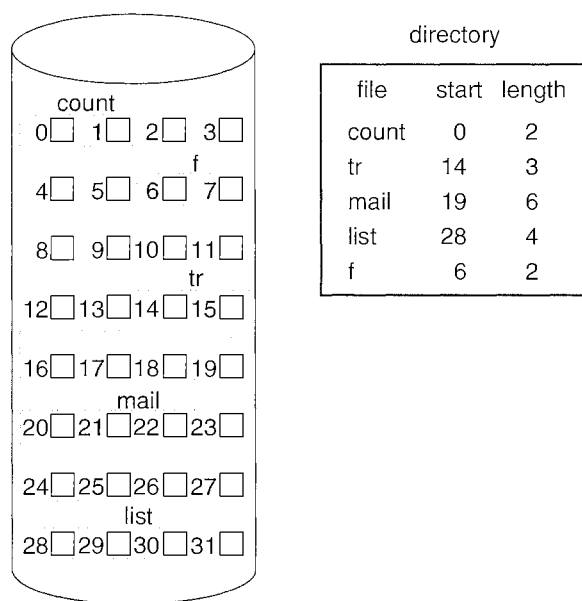 count
0 1 2 3
f
4 5 6 7
8 9 10 11
tr
12 13 14 15
16 17 18 19
mail
20 21 22 23
24 25 26 27
list
28 29 30 31
directory
file start length
count 0 2
tr 14 3
mail 19 6
list 28 4
f 6 2